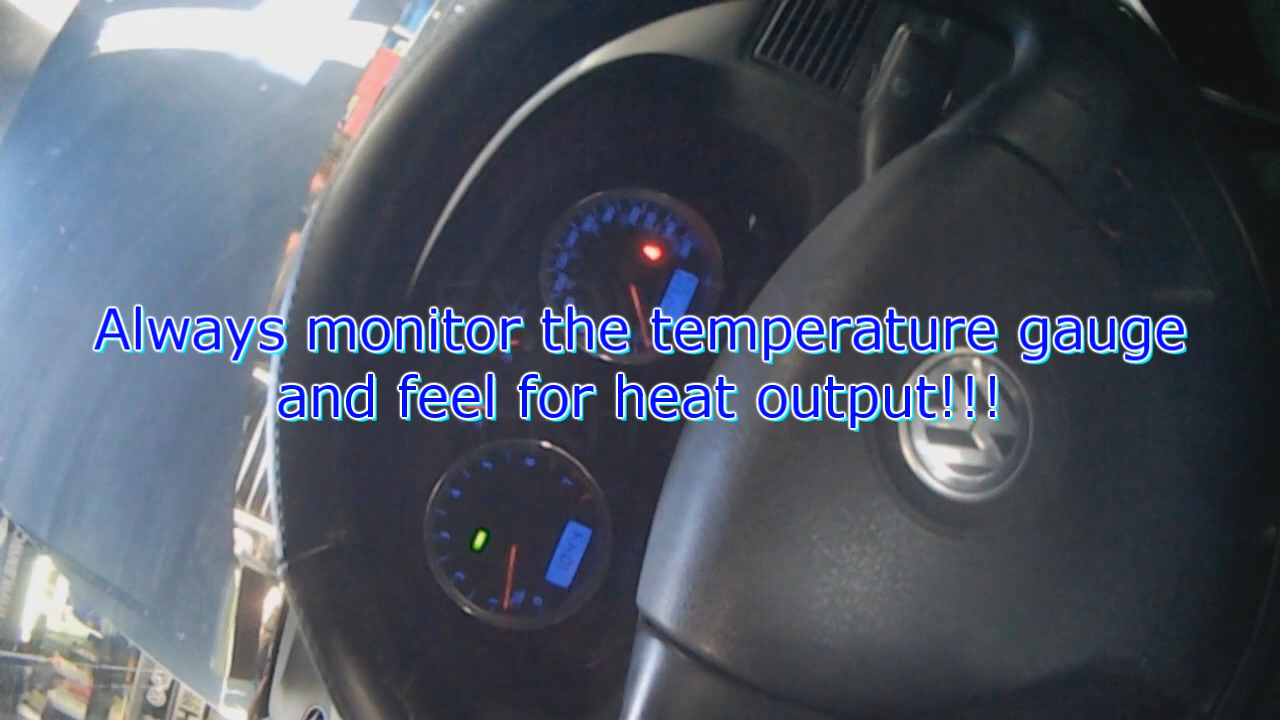 Always monitor the temperature gauge
and feel for heat output!!!